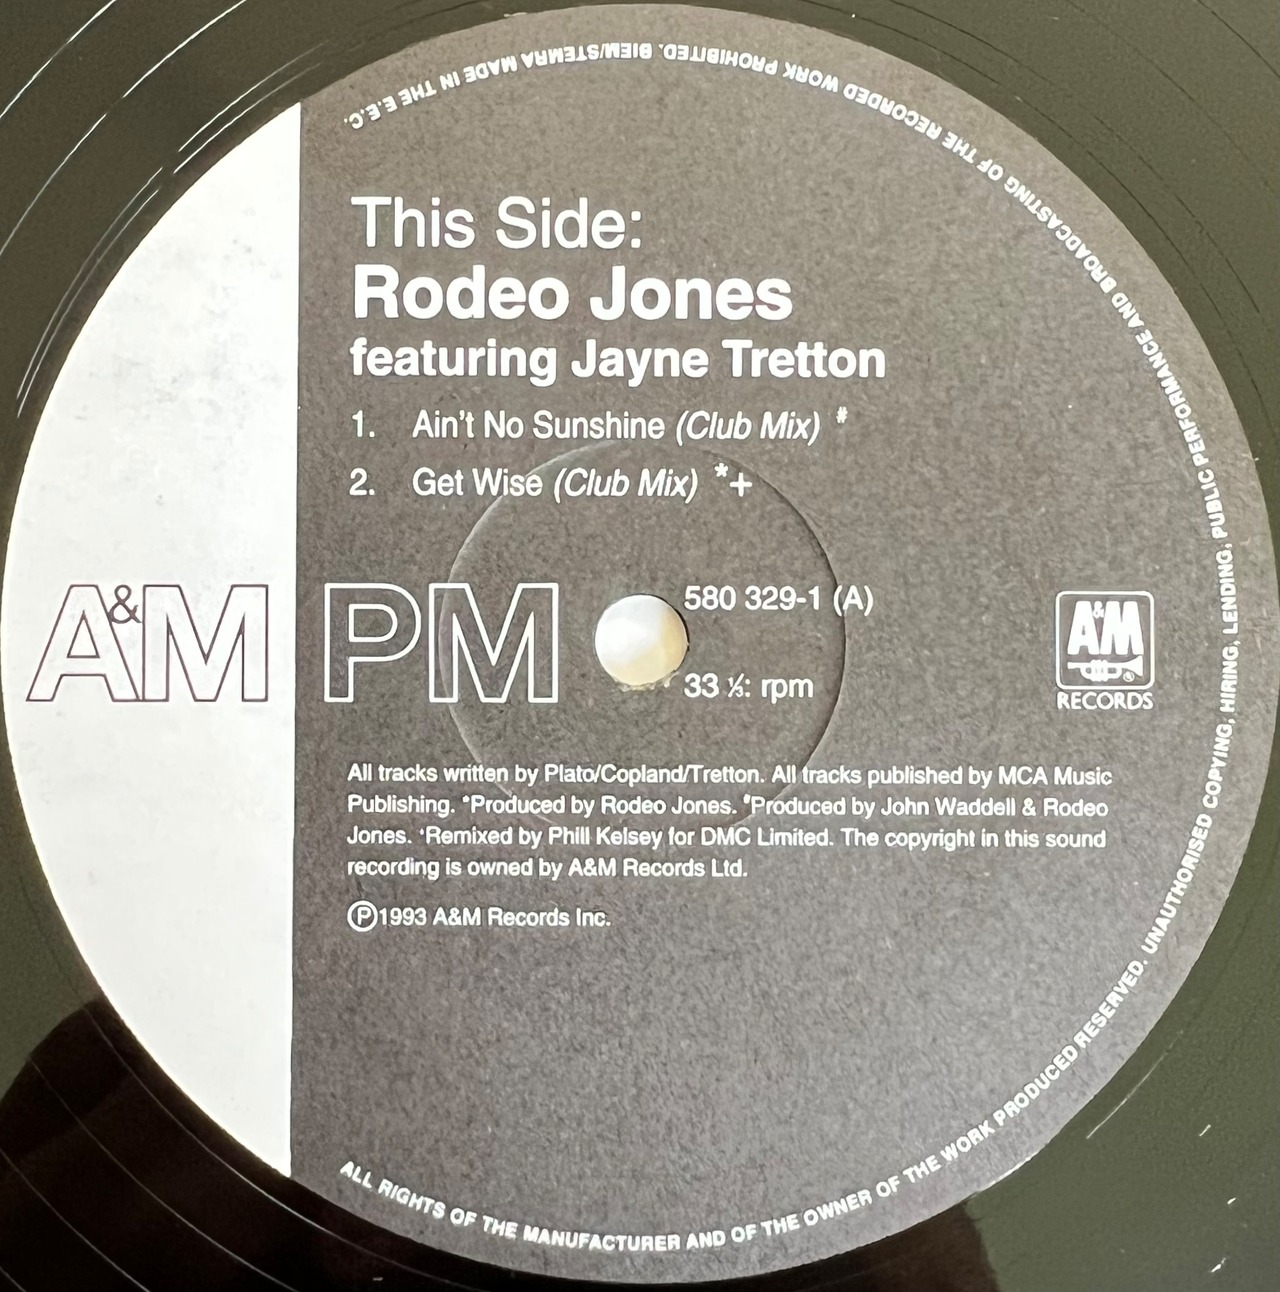 This Side:
Rodeo Jones
featuring Jayne Tretton
1. Ain't No Sunshine (Club Mix) #
2. Get Wise (Club Mix) *+
A&M PM
580 329-1 (A)
33 ⅓: rpm
A&M
RECORDS
All tracks written by Plato/Copland/Tretton. All tracks published by MCA Music
Publishing. *Produced by Rodeo Jones. #Produced by John Waddell & Rodeo
Jones. +Remixed by Phill Kelsey for DMC Limited. The copyright in this sound
recording is owned by A&M Records Ltd.
Ⓟ1993 A&M Records Inc.
ALL RIGHTS OF THE MANUFACTURER AND OF THE OWNER OF THE WORK PRODUCED RESERVED. UNAUTHORISED COPYING, HIRING, LENDING, PUBLIC PERFORMANCE AND BROADCASTING OF THE RECORDED WORK PROHIBITED. BIEM/STEMRA MADE IN THE E.E.C.